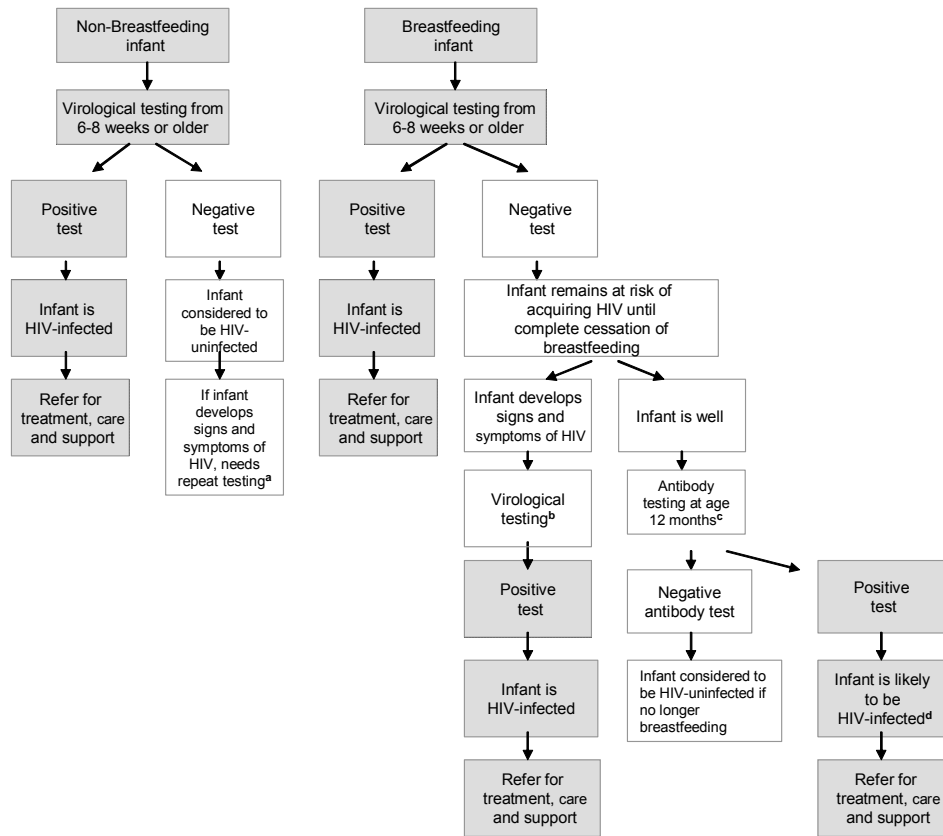 Non-Breastfeeding
infant
Virological testing from
6-8 weeks or older
Positive
test
Infant is
HIV-infected
Refer for
treatment, care
and support
Negative
test
Infant
considered to
be HIV-
uninfected
If infant
develops
signs and
symptoms of
HIV, needs
repeat testingᵃ
Breastfeeding
infant
Virological testing from
6-8 weeks or older
Positive
test
Infant is
HIV-infected
Refer for
treatment, care
and support
Negative
test
Infant remains at risk of
acquiring HIV until
complete cessation of
breastfeeding
Infant develops
signs and
symptoms of HIV
Virological
testingᵇ
Positive
test
Infant is
HIV-infected
Refer for
treatment, care
and support
Infant is well
Antibody
testing at age
12 monthsᶜ
Negative
antibody test
Infant considered to
be HIV-uninfected if
no longer
breastfeeding
Positive
test
Infant is likely
to be
HIV-infectedᵈ
Refer for
treatment, care
and support